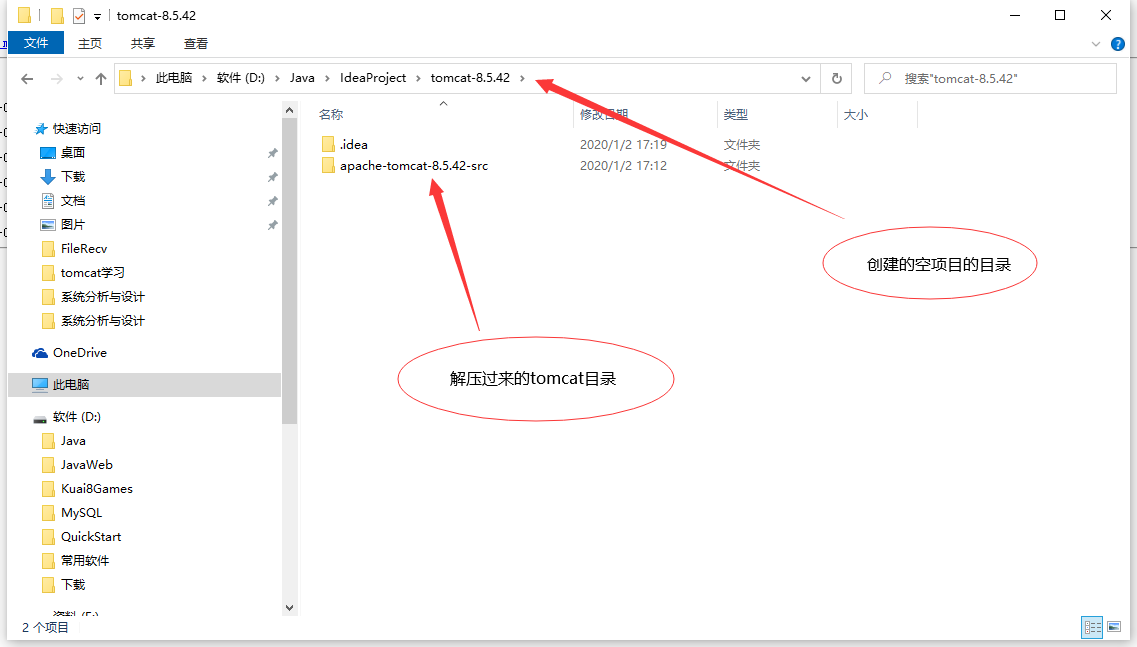 tomcat-8.5.42
文件 主页 共享 查看
此电脑 软件 (D:) Java IdeaProject tomcat-8.5.42
搜索"tomcat-8.5.42"
名称 修改日期 类型 大小
.idea 2020/1/2 17:19 文件夹
apache-tomcat-8.5.42-src 2020/1/2 17:12 文件夹
快速访问
桌面
下载
文档
图片
FileRecv
tomcat学习
系统分析与设计
系统分析与设计
OneDrive
此电脑
软件 (D:)
Java
JavaWeb
Kuai8Games
MySQL
QuickStart
常用软件
下载
创建的空项目的目录
解压过来的tomcat目录
2 个项目